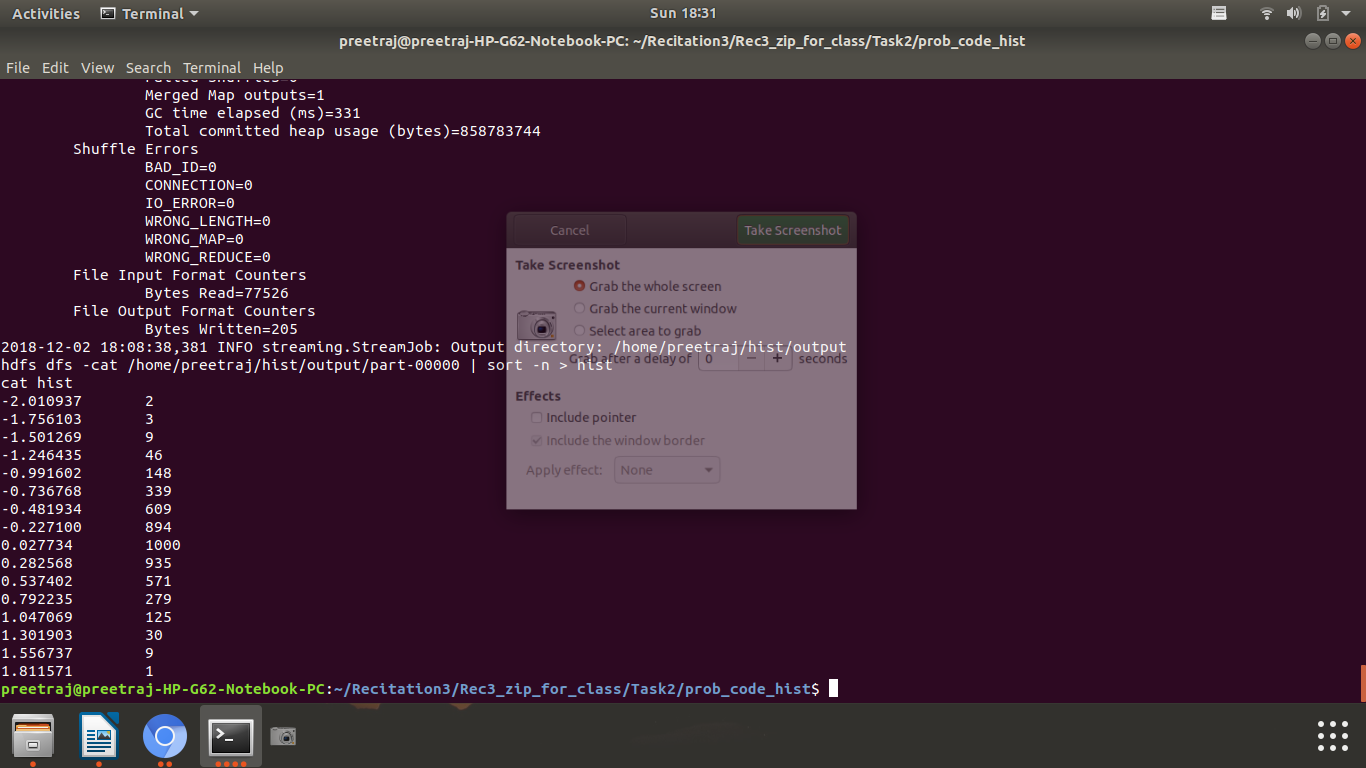 Activities Terminal Sun 18:31
preetraj@preetraj-HP-G62-Notebook-PC: ~/Recitation3/Rec3_zip_for_class/Task2/prob_code_hist
File Edit View Search Terminal Help
Merged Map outputs=1
GC time elapsed (ms)=331
Total committed heap usage (bytes)=858783744
Shuffle Errors
BAD_ID=0
CONNECTION=0
IO_ERROR=0
WRONG_LENGTH=0
WRONG_MAP=0
WRONG_REDUCE=0
File Input Format Counters
Bytes Read=77526
File Output Format Counters
Bytes Written=205
2018-12-02 18:08:38,381 INFO streaming.StreamJob: Output directory: /home/preetraj/hist/output
hdfs dfs -cat /home/preetraj/hist/output/part-00000 | sort -n > hist
cat hist
-2.010937 2
-1.756103 3
-1.501269 9
-1.246435 46
-0.991602 148
-0.736768 339
-0.481934 609
-0.227100 894
0.027734 1000
0.282568 935
0.537402 571
0.792235 279
1.047069 125
1.301903 30
1.556737 9
1.811571 1
preetraj@preetraj-HP-G62-Notebook-PC:~/Recitation3/Rec3_zip_for_class/Task2/prob_code_hist$
Cancel Take Screenshot
Take Screenshot
Grab the whole screen
Grab the current window
Select area to grab
Grab after a delay of 0 − + seconds
Effects
Include pointer
Include the window border
Apply effect: None